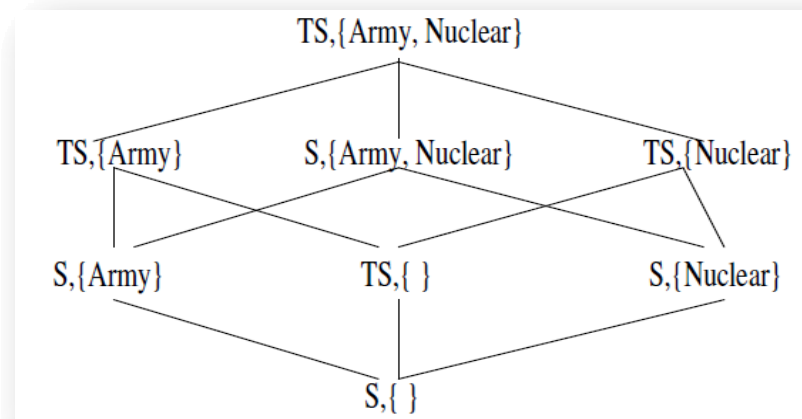 TS,{Army, Nuclear}
TS,{Army} S,{Army, Nuclear} TS,{Nuclear}
S,{Army} TS,{ } S,{Nuclear}
S,{ }